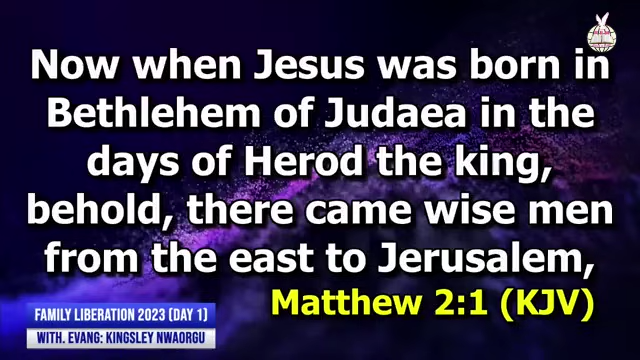 Now when Jesus was born in
Bethlehem of Judaea in the
days of Herod the king,
behold, there came wise men
from the east to Jerusalem,
Matthew 2:1 (KJV)
FAMILY LIBERATION 2023 (DAY 1)
WITH. EVANG: KINGSLEY NWAORGU